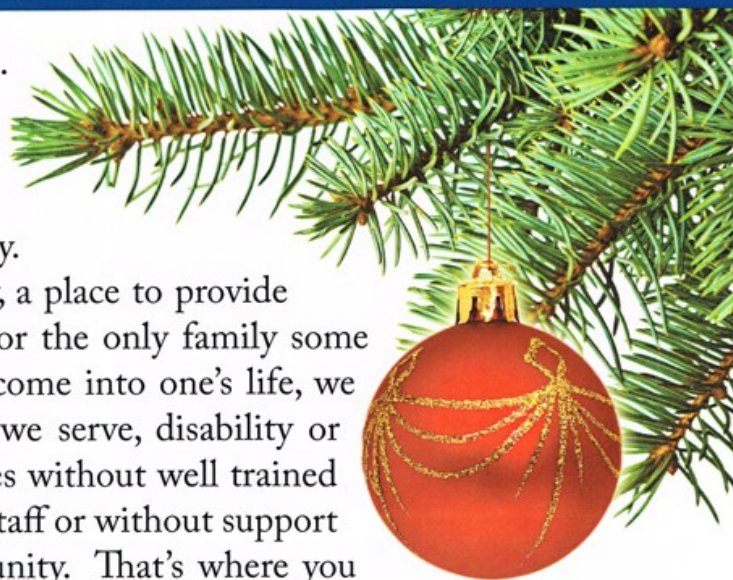 .
y.
, a place to provide
or the only family some
come into one's life, we
we serve, disability or
es without well trained
taff or without support
unity. That's where you